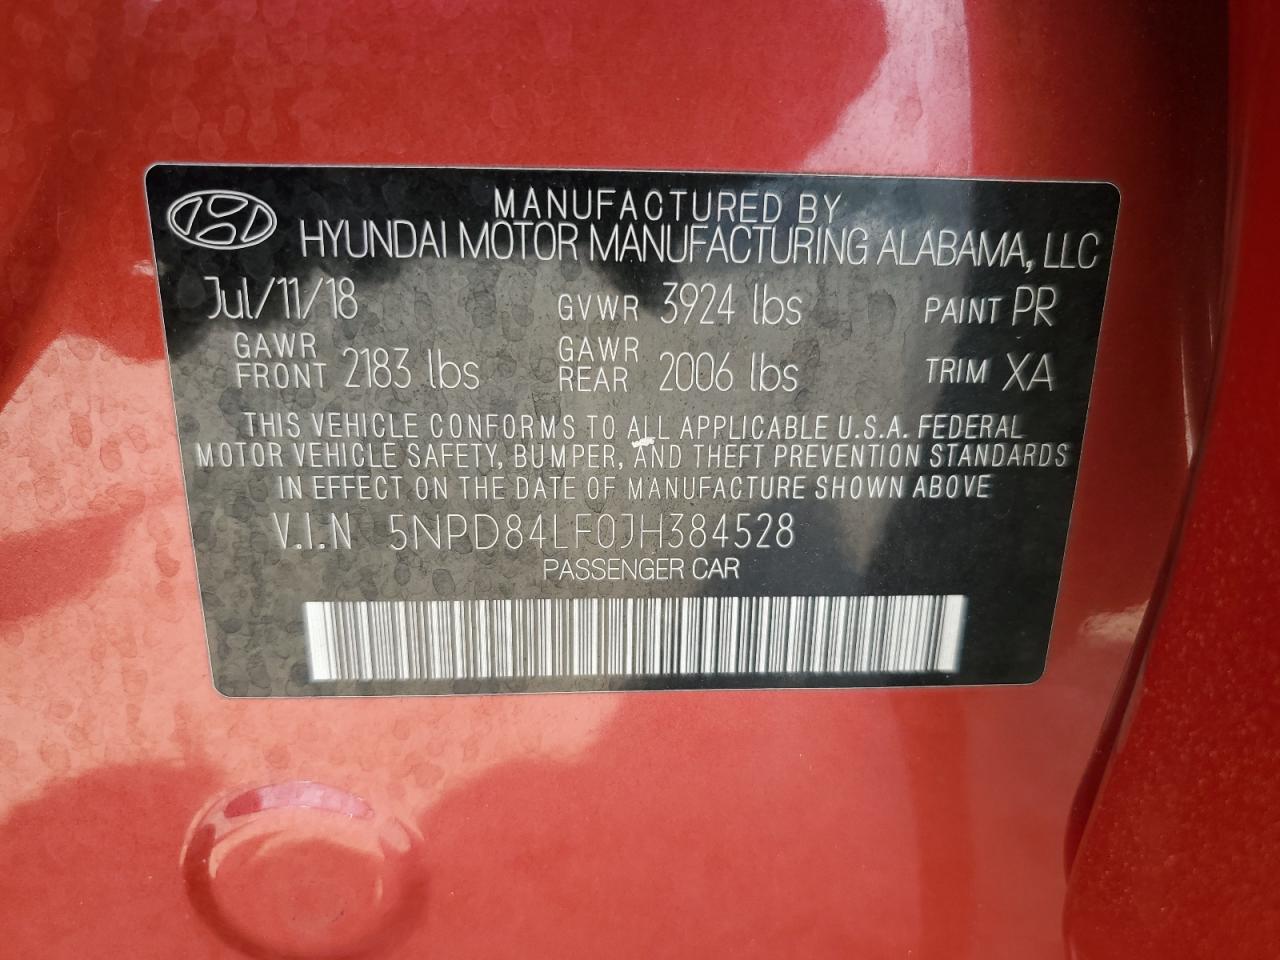 MANUFACTURED BY
HYUNDAI MOTOR MANUFACTURING ALABAMA, LLC
Jul/11/18 GVWR 3924 lbs PAINT PR
GAWR FRONT 2183 lbs GAWR REAR 2006 lbs TRIM XA
THIS VEHICLE CONFORMS TO ALL APPLICABLE U.S.A. FEDERAL
MOTOR VEHICLE SAFETY, BUMPER, AND THEFT PREVENTION STANDARDS
IN EFFECT ON THE DATE OF MANUFACTURE SHOWN ABOVE
V.I.N 5NPD84LF0JH384528
PASSENGER CAR